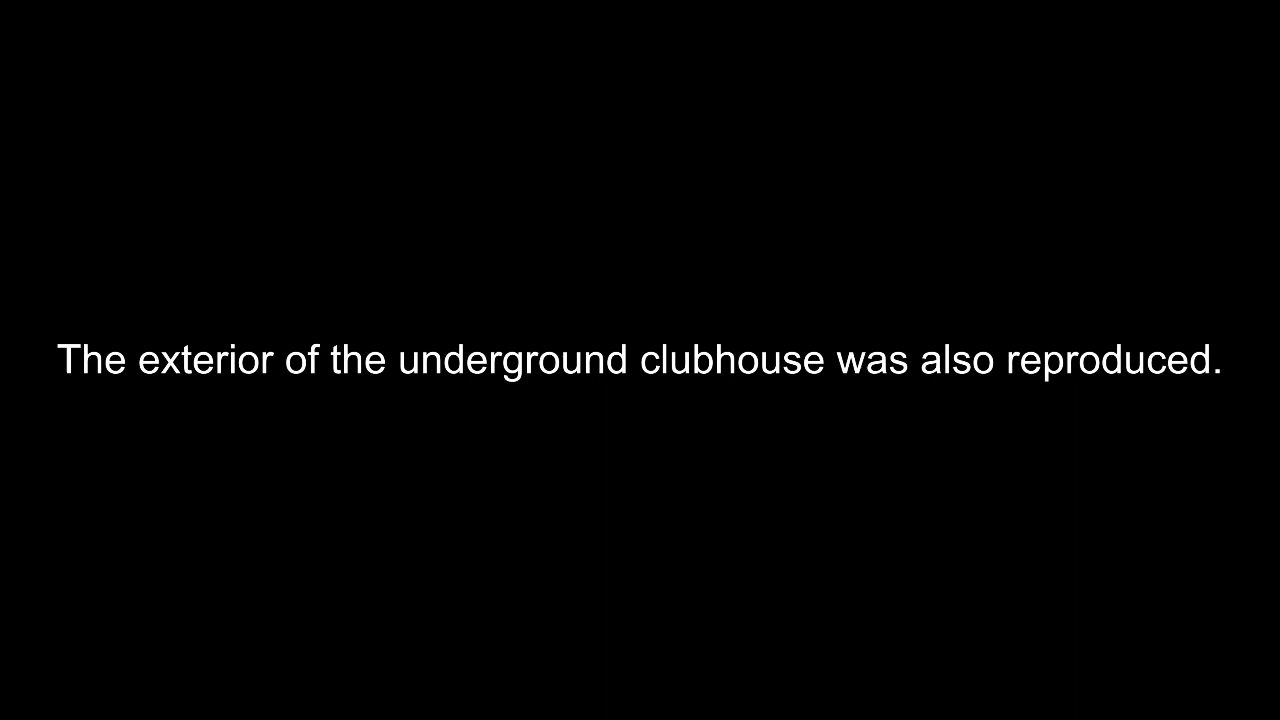 The exterior of the underground clubhouse was also reproduced.